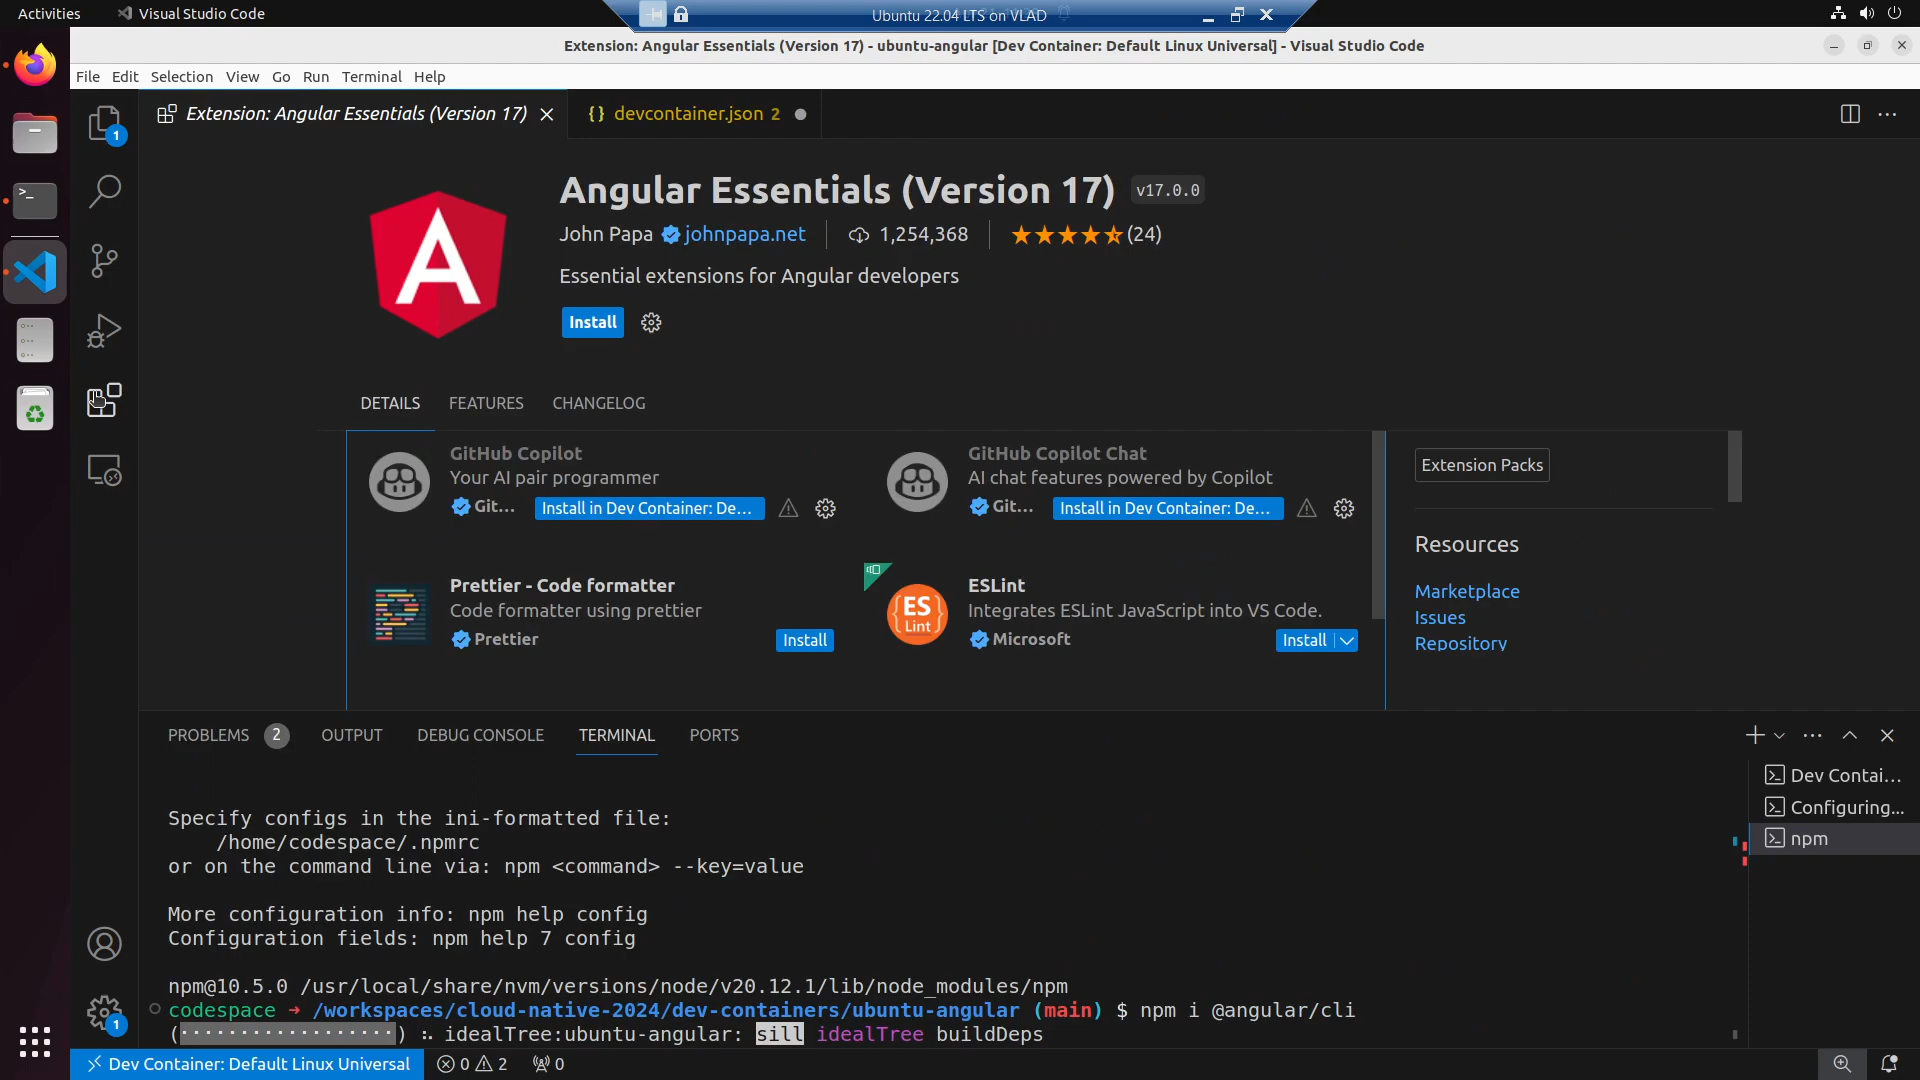 Activities
Visual Studio Code
Ubuntu 22.04 LTS on VLAD
Extension: Angular Essentials (Version 17) - ubuntu-angular [Dev Container: Default Linux Universal] - Visual Studio Code
File Edit Selection View Go Run Terminal Help
Extension: Angular Essentials (Version 17)
{} devcontainer.json 2
1
Angular Essentials (Version 17) v17.0.0
John Papa johnpapa.net 1,254,368 (24)
Essential extensions for Angular developers
Install
DETAILS FEATURES CHANGELOG
GitHub Copilot
Your AI pair programmer
Git... Install in Dev Container: De...
GitHub Copilot Chat
AI chat features powered by Copilot
Git... Install in Dev Container: De...
Prettier - Code formatter
Code formatter using prettier
Prettier Install
ES
Lint
ESLint
Integrates ESLint JavaScript into VS Code.
Microsoft Install
Extension Packs
Resources
Marketplace
Issues
Repository
PROBLEMS 2 OUTPUT DEBUG CONSOLE TERMINAL PORTS
Specify configs in the ini-formatted file:
/home/codespace/.npmrc
or on the command line via: npm <command> --key=value
More configuration info: npm help config
Configuration fields: npm help 7 config
npm@10.5.0 /usr/local/share/nvm/versions/node/v20.12.1/lib/node_modules/npm
codespace ➜ /workspaces/cloud-native-2024/dev-containers/ubuntu-angular (main) $ npm i @angular/cli
(··················) ⠢ idealTree:ubuntu-angular: sill idealTree buildDeps
Dev Contai...
Configuring...
npm
1
Dev Container: Default Linux Universal 0 2 0